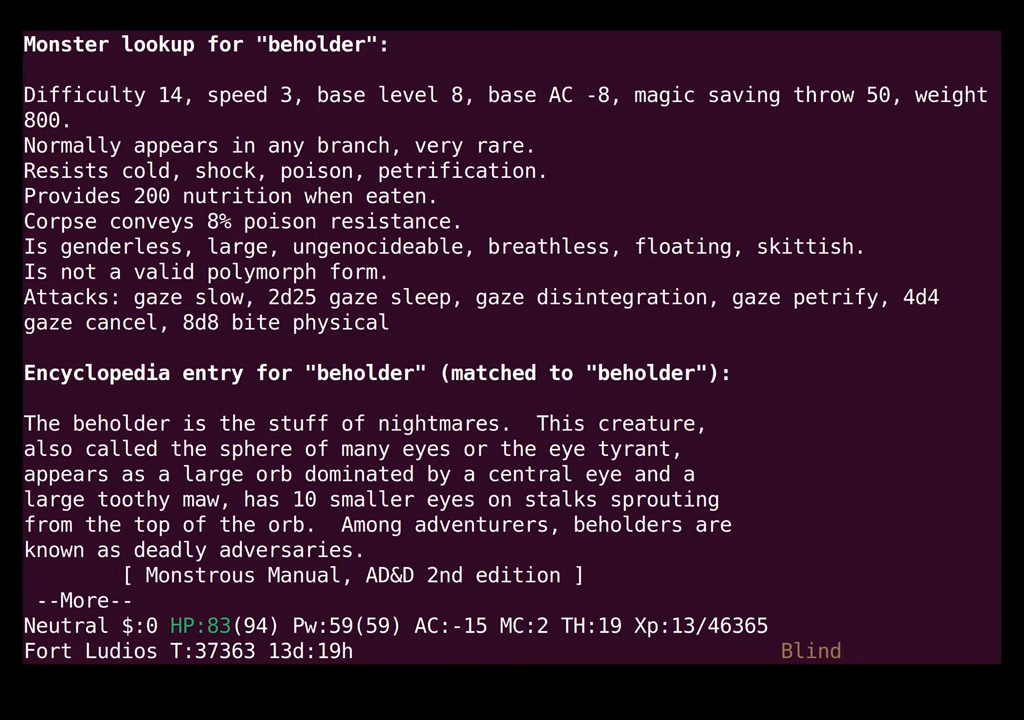 Monster lookup for "beholder":
Difficulty 14, speed 3, base level 8, base AC -8, magic saving throw 50, weight
800.
Normally appears in any branch, very rare.
Resists cold, shock, poison, petrification.
Provides 200 nutrition when eaten.
Corpse conveys 8% poison resistance.
Is genderless, large, ungenocideable, breathless, floating, skittish.
Is not a valid polymorph form.
Attacks: gaze slow, 2d25 gaze sleep, gaze disintegration, gaze petrify, 4d4
gaze cancel, 8d8 bite physical
Encyclopedia entry for "beholder" (matched to "beholder"):
The beholder is the stuff of nightmares.  This creature,
also called the sphere of many eyes or the eye tyrant,
appears as a large orb dominated by a central eye and a
large toothy maw, has 10 smaller eyes on stalks sprouting
from the top of the orb.  Among adventurers, beholders are
known as deadly adversaries.
[ Monstrous Manual, AD&D 2nd edition ]
--More--
Neutral $:0 HP:83(94) Pw:59(59) AC:-15 MC:2 TH:19 Xp:13/46365
Fort Ludios T:37363 13d:19h Blind